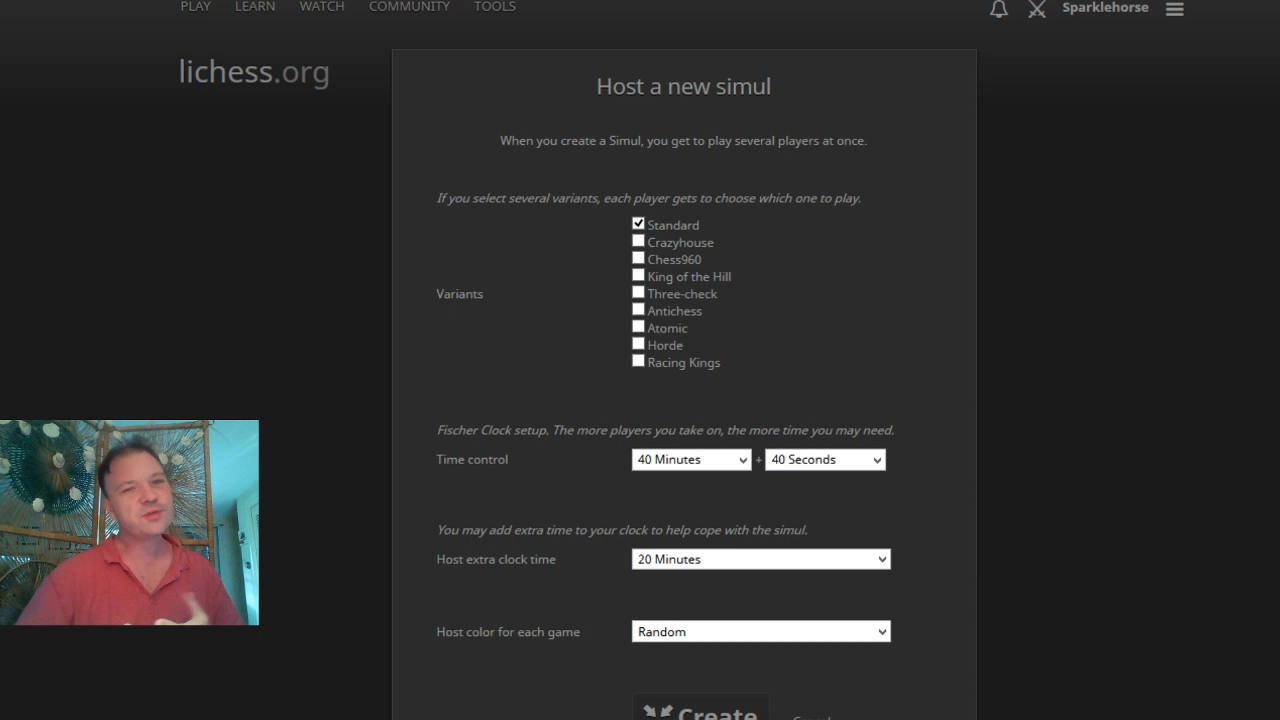 PLAY LEARN WATCH COMMUNITY TOOLS Sparklehorse
lichess.org
Host a new simul
When you create a Simul, you get to play several players at once.
If you select several variants, each player gets to choose which one to play.
Variants
Standard
Crazyhouse
Chess960
King of the Hill
Three-check
Antichess
Atomic
Horde
Racing Kings
Fischer Clock setup. The more players you take on, the more time you may need.
Time control 40 Minutes + 40 Seconds
You may add extra time to your clock to help cope with the simul.
Host extra clock time 20 Minutes
Host color for each game Random
Create